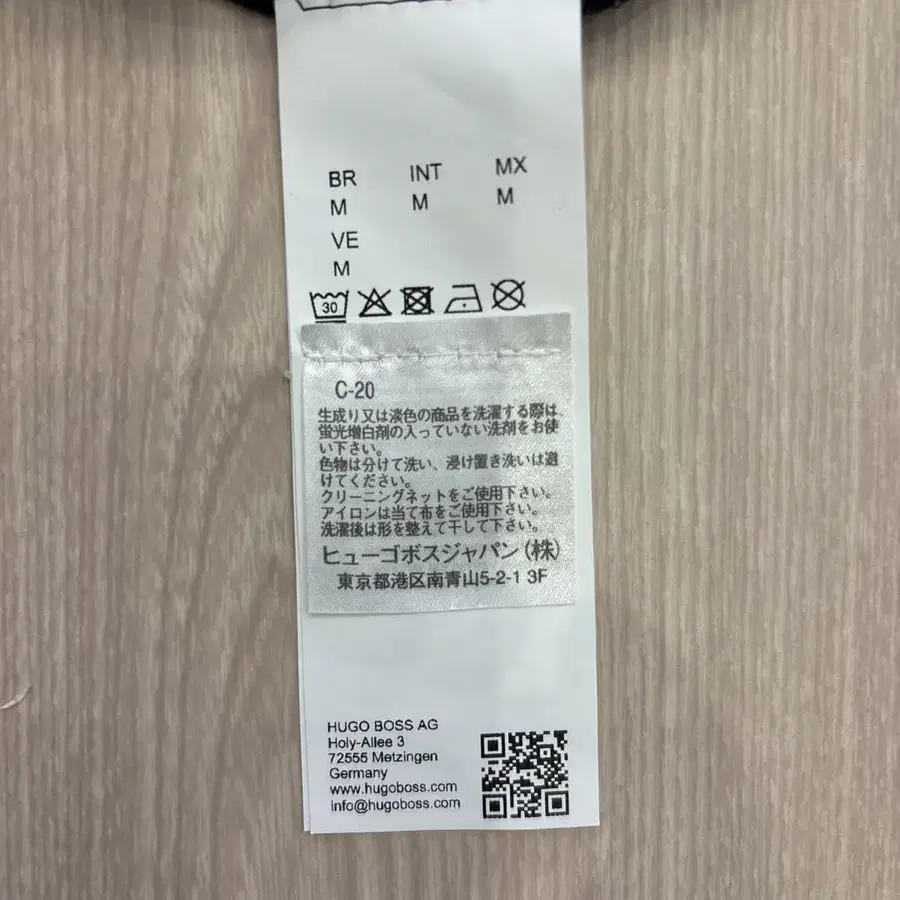 BR INT MX
M M M
VE
M
30
C-20
生成り又は淡色の商品を洗濯する際は、
蛍光増白剤の入っていない洗剤をお使
い下さい。
色物は分けて洗い、浸け置き洗いは避
けてください。
クリーニングネットをご使用下さい。
アイロンは当て布をご使用下さい。
洗濯後は形を整えて干して下さい。
ヒューゴボスジャパン(株)
東京都港区南青山5-2-1 3F
HUGO BOSS AG
Holy-Allee 3
72555 Metzingen
Germany
www.hugoboss.com
info@hugoboss.com